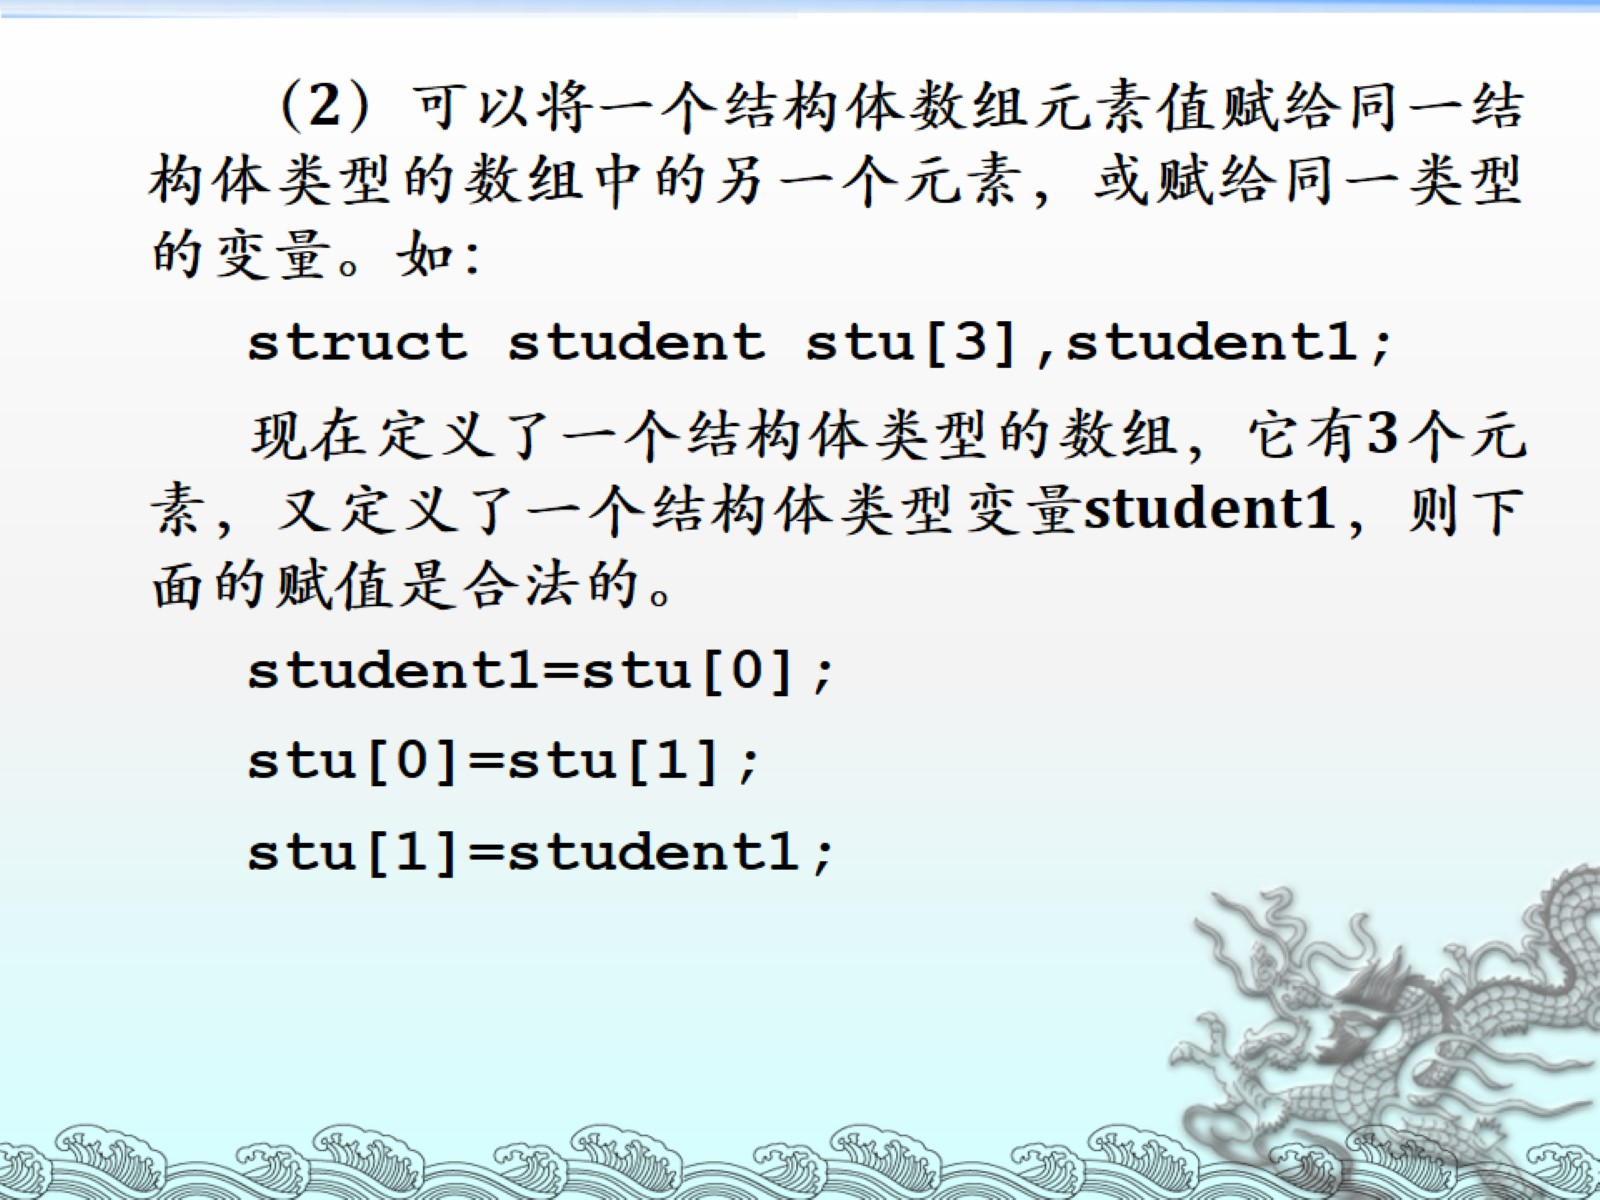 （2）可以将一个结构体数组元素值赋给同一结
构体类型的数组中的另一个元素，或赋给同一类型
的变量。如：
struct student stu[3],student1;
现在定义了一个结构体类型的数组，它有3个元
素，又定义了一个结构体类型变量student1，则下
面的赋值是合法的。
student1=stu[0];
stu[0]=stu[1];
stu[1]=student1;